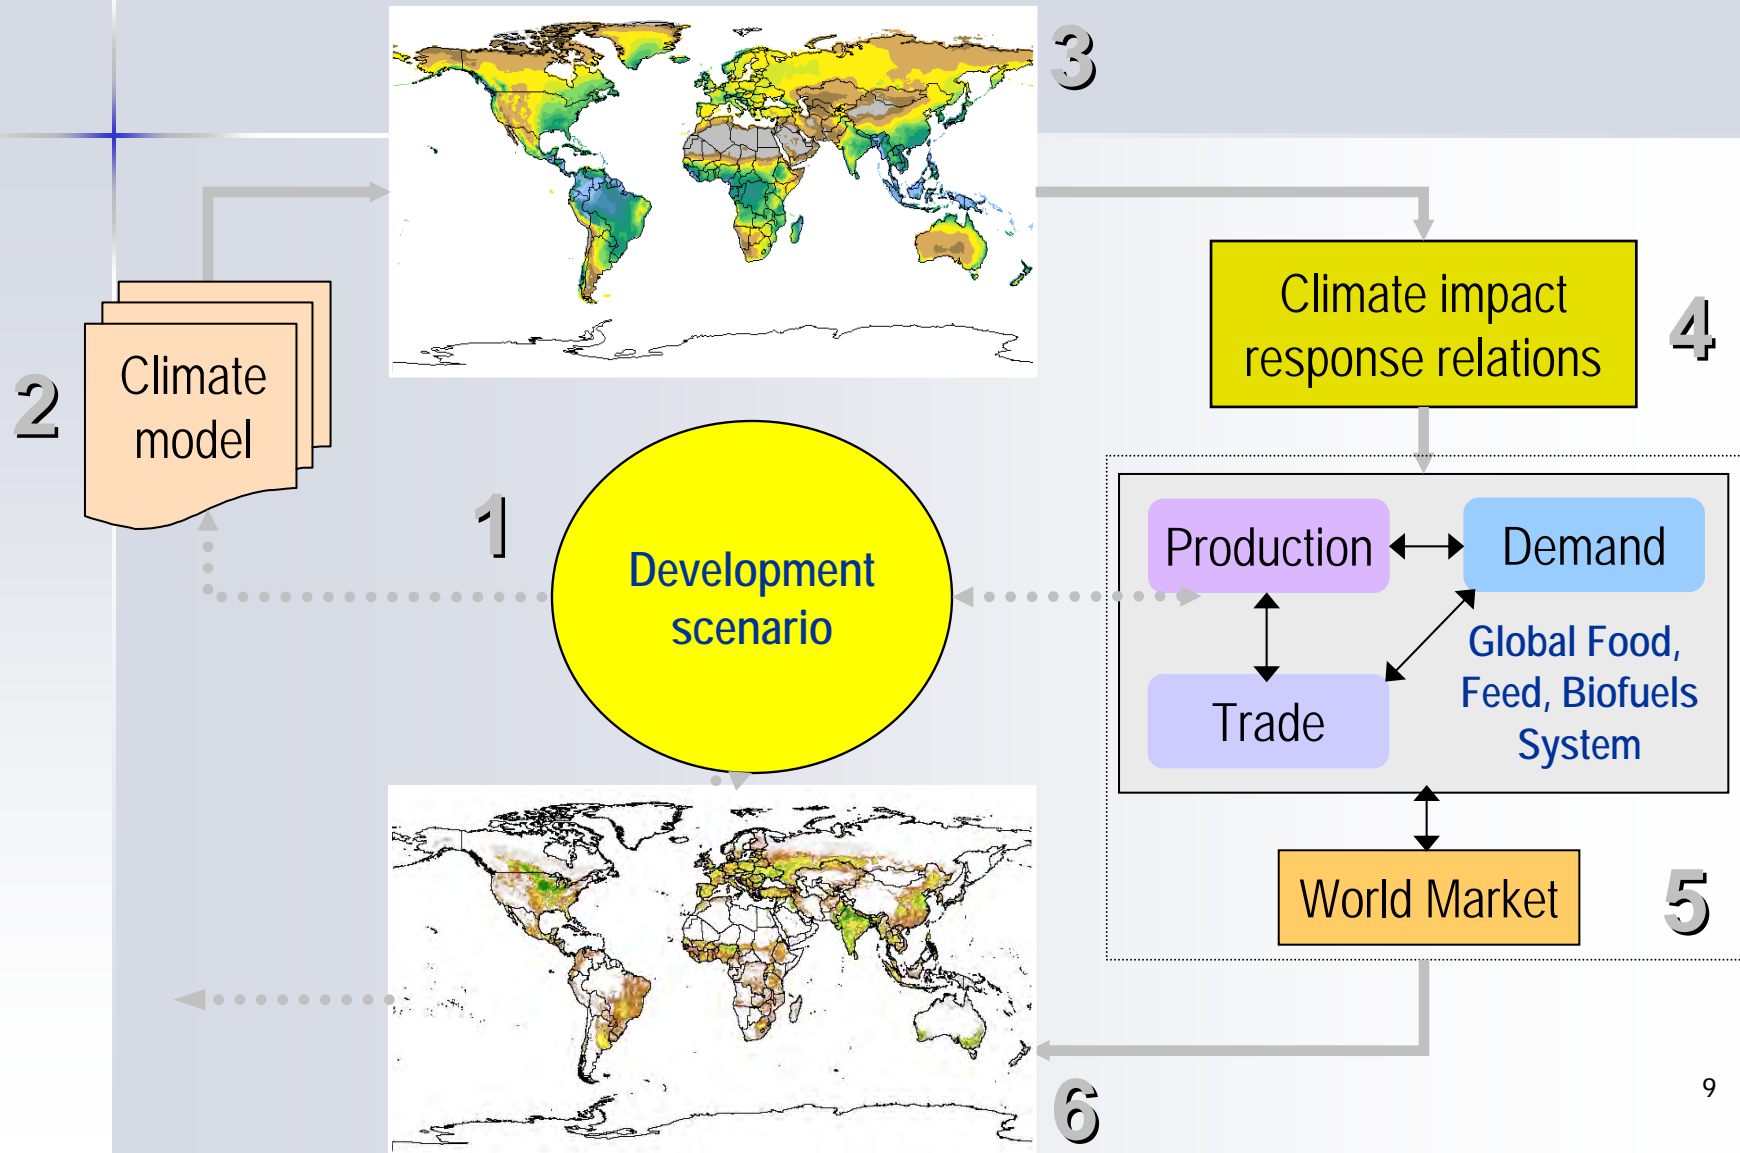 3
Climate impact
response relations
4
2
Climate
model
1
Development
scenario
Production
Demand
Trade
Global Food,
Feed, Biofuels
System
World Market
5
6
9